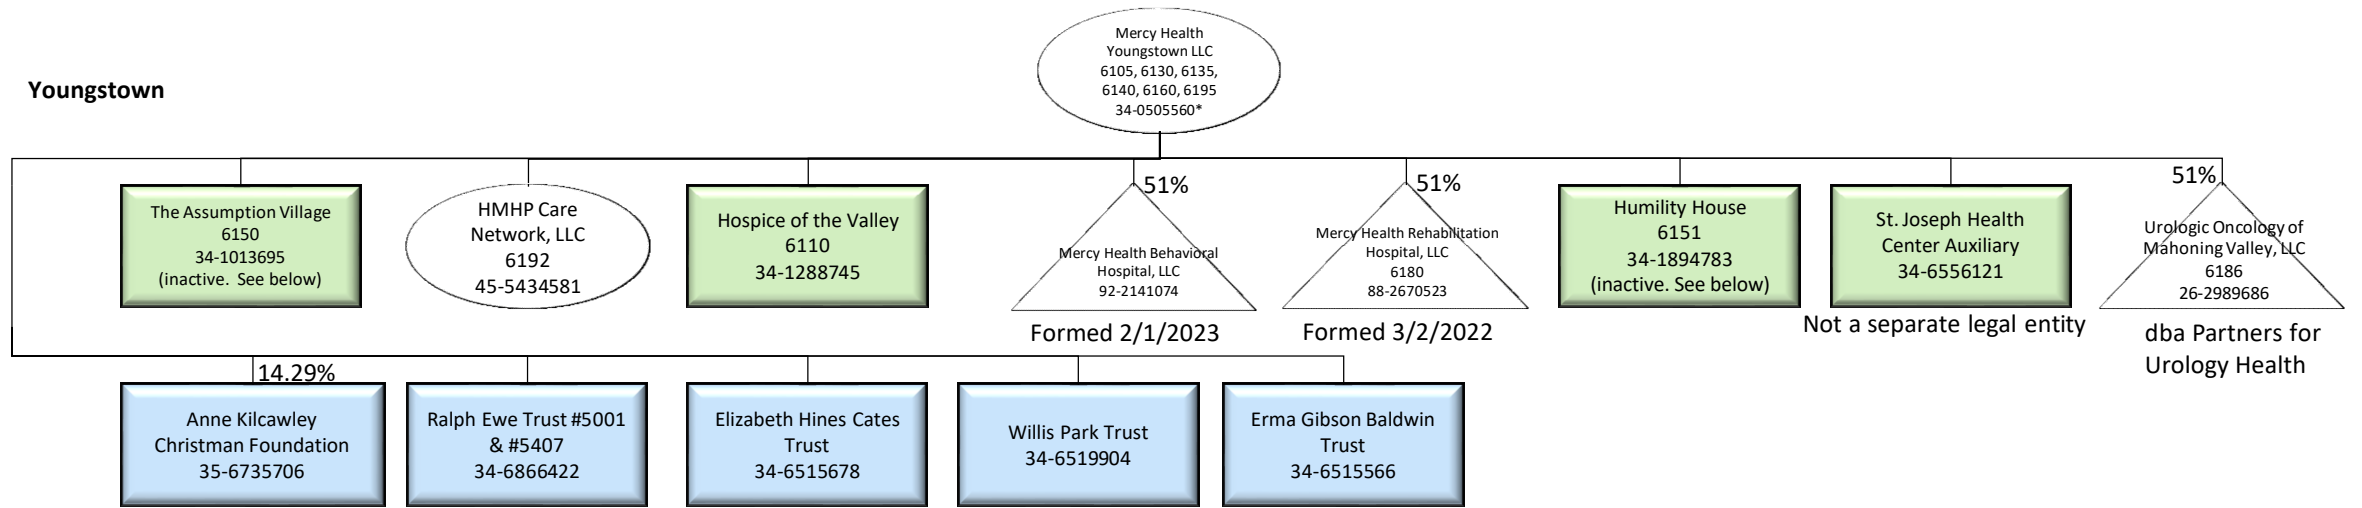 Mercy Health
Youngstown LLC
6105, 6130, 6135,
6140, 6160, 6195
34-0505560*
Youngstown
The Assumption Village
6150
34-1013695
(inactive. See below)
HMHP Care
Network, LLC
6192
45-5434581
Hospice of the Valley
6110
34-1288745
51%
Mercy Health Behavioral
Hospital, LLC
92-2141074
Formed 2/1/2023
51%
Mercy Health Rehabilitation
Hospital, LLC
6180
88-2670523
Formed 3/2/2022
Humility House
6151
34-1894783
(inactive. See below)
St. Joseph Health
Center Auxiliary
34-6556121
Not a separate legal entity
51%
Urologic Oncology of
Mahoning Valley, LLC
6186
26-2989686
dba Partners for
Urology Health
14.29%
Anne Kilcawley
Christman Foundation
35-6735706
Ralph Ewe Trust #5001
& #5407
34-6866422
Elizabeth Hines Cates
Trust
34-6515678
Willis Park Trust
34-6519904
Erma Gibson Baldwin
Trust
34-6515566